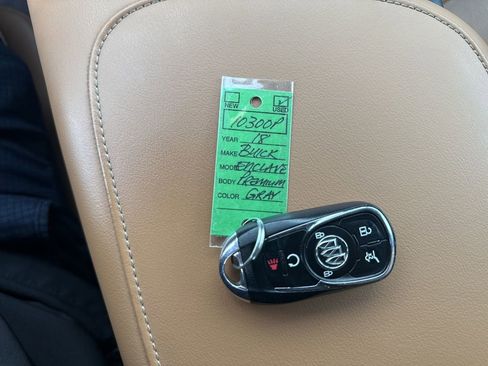 NEW USED
10300P
YEAR 18'
MAKE BUICK
MODEL ENCLAVE
BODY PREMIUM
COLOR GRAY